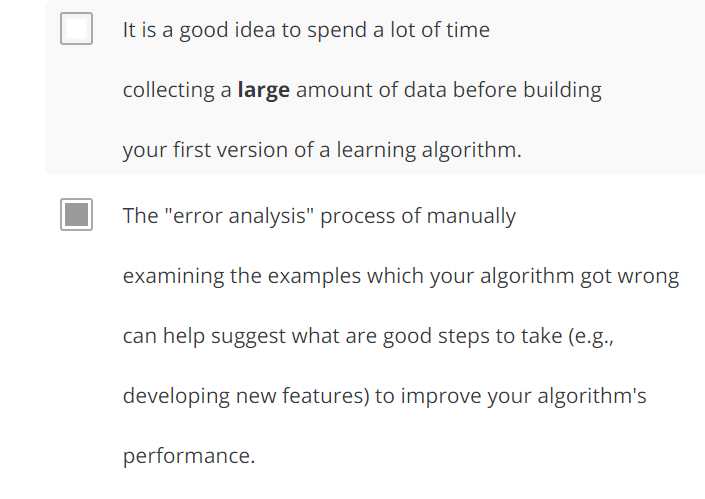 It is a good idea to spend a lot of time
collecting a large amount of data before building
your first version of a learning algorithm.
The "error analysis" process of manually
examining the examples which your algorithm got wrong
can help suggest what are good steps to take (e.g.,
developing new features) to improve your algorithm's
performance.